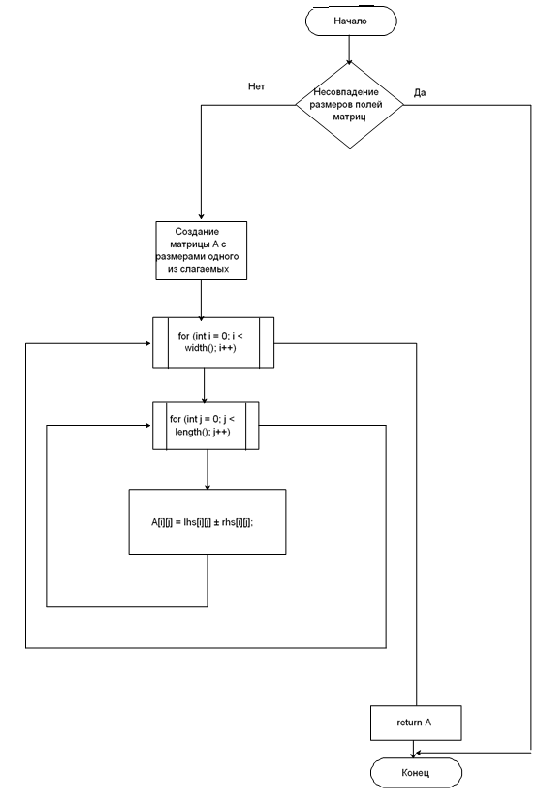 Начало
Несовпадение
размеров полей
матриц
Нет
Да
Создание
матрицы А с
размерами одного
из слагаемых
for (int i = 0; i <
width(); i++)
for (int j = 0; j <
length(); j++)
A[i][j] = lhs[i][j] ± rhs[i][j];
return A
Конец